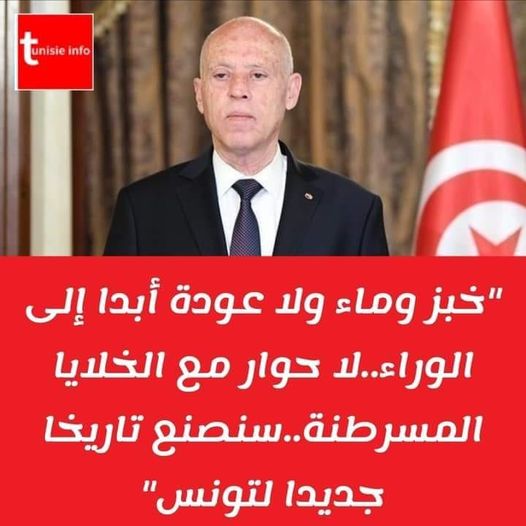 tunisie info
"خبز وماء ولا عودة أبدا إلى
الوراء..لا حوار مع الخلايا
المسرطنة..سنصنع تاريخا
جديدا لتونس"